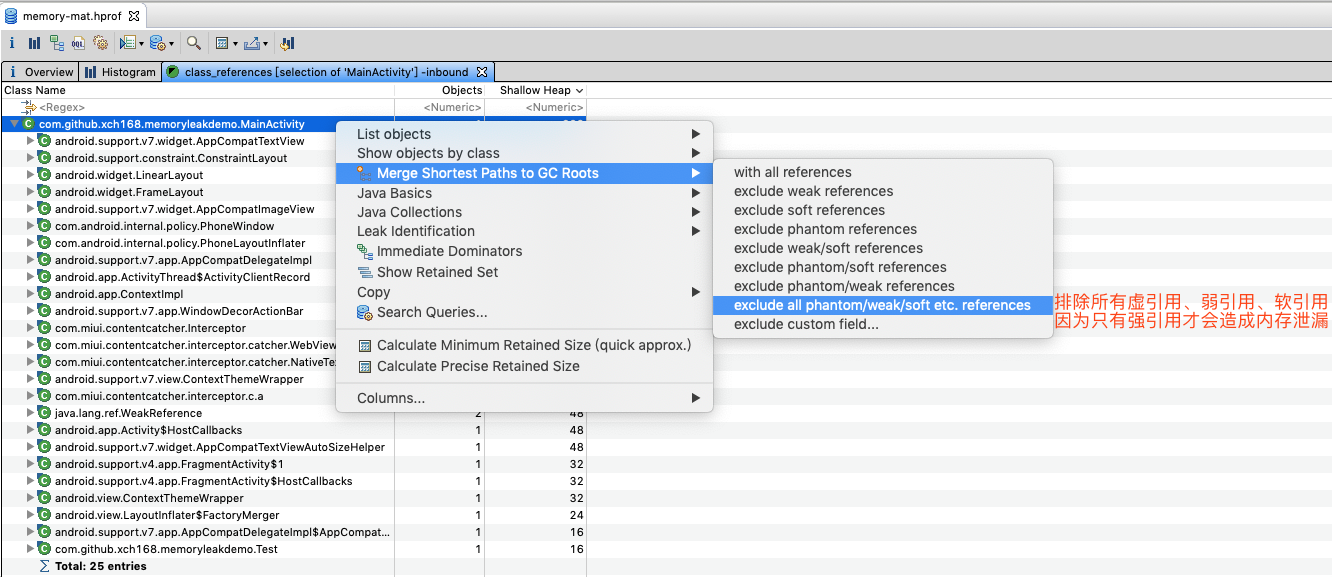 memory-mat.hprof
Overview Histogram class_references [selection of 'MainActivity'] -inbound
Class Name Objects Shallow Heap
<Regex> <Numeric> <Numeric>
com.github.xch168.memoryleakdemo.MainActivity
android.support.v7.widget.AppCompatTextView
android.support.constraint.ConstraintLayout
android.widget.LinearLayout
android.widget.FrameLayout
android.support.v7.widget.AppCompatImageView
com.android.internal.policy.PhoneWindow
com.android.internal.policy.PhoneLayoutInflater
android.support.v7.app.AppCompatDelegateImpl
android.app.ActivityThread$ActivityClientRecord
android.app.ContextImpl
android.support.v7.app.WindowDecorActionBar
com.miui.contentcatcher.Interceptor
com.miui.contentcatcher.interceptor.catcher.WebView
com.miui.contentcatcher.interceptor.catcher.NativeTe
android.support.v7.view.ContextThemeWrapper
com.miui.contentcatcher.interceptor.c.a
java.lang.ref.WeakReference 2 48
android.app.Activity$HostCallbacks 1 48
android.support.v7.widget.AppCompatTextViewAutoSizeHelper 1 48
android.support.v4.app.FragmentActivity$1 1 32
android.support.v4.app.FragmentActivity$HostCallbacks 1 32
android.view.ContextThemeWrapper 1 32
android.view.LayoutInflater$FactoryMerger 1 24
android.support.v7.app.AppCompatDelegateImpl$AppCompat... 1 16
com.github.xch168.memoryleakdemo.Test 1 16
Total: 25 entries
List objects
Show objects by class
Merge Shortest Paths to GC Roots
Java Basics
Java Collections
Leak Identification
Immediate Dominators
Show Retained Set
Copy
Search Queries...
Calculate Minimum Retained Size (quick approx.)
Calculate Precise Retained Size
Columns...
with all references
exclude weak references
exclude soft references
exclude phantom references
exclude weak/soft references
exclude phantom/soft references
exclude phantom/weak references
exclude all phantom/weak/soft etc. references
exclude custom field...
排除所有虚引用、弱引用、软引用
因为只有强引用才会造成内存泄漏